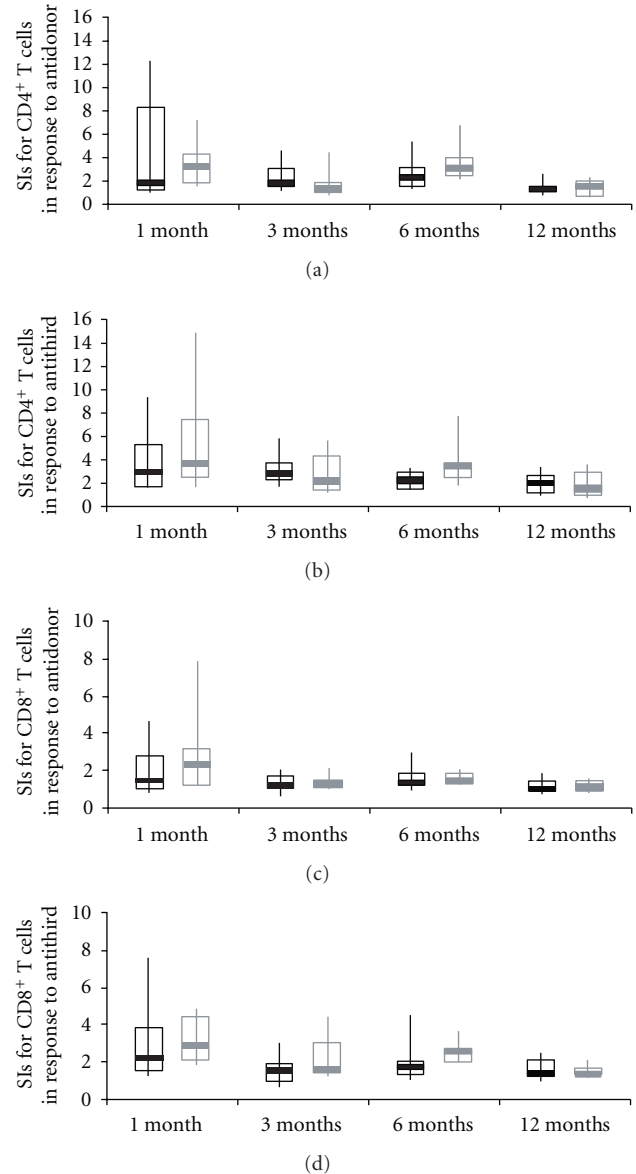 SIs for CD4+ T cells
in response to antidonor
16
14
12
10
8
6
4
2
0
1 month 3 months 6 months 12 months
(a)
SIs for CD4+ T cells
in response to antithird
16
14
12
10
8
6
4
2
0
1 month 3 months 6 months 12 months
(b)
SIs for CD8+ T cells
in response to antidonor
10
8
6
4
2
0
1 month 3 months 6 months 12 months
(c)
SIs for CD8+ T cells
in response to antithird
10
8
6
4
2
0
1 month 3 months 6 months 12 months
(d)